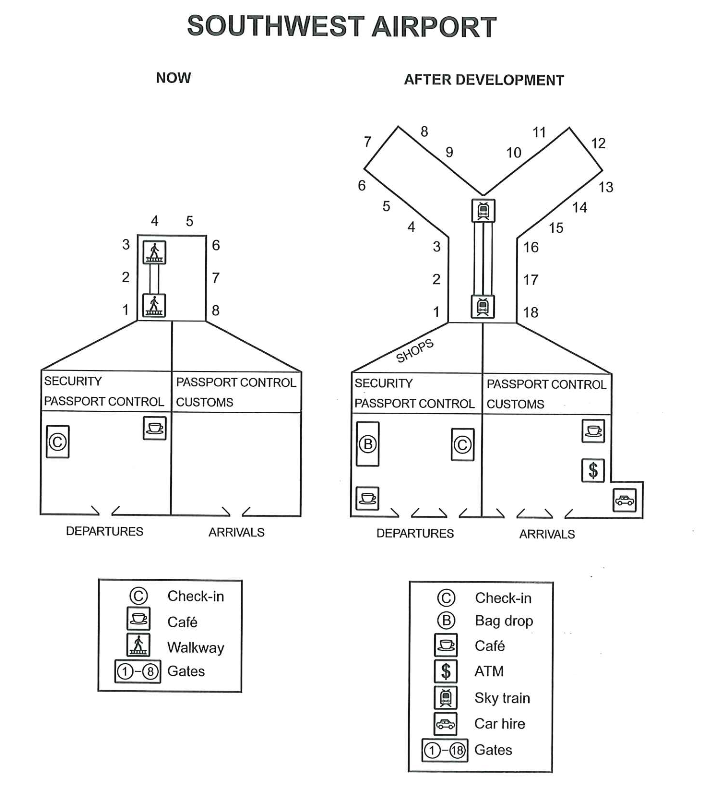 SOUTHWEST AIRPORT
NOW
4 5
3 6
2 7
1 8
SECURITY
PASSPORT CONTROL
PASSPORT CONTROL
CUSTOMS
C
DEPARTURES
ARRIVALS
C Check-in
Café
Walkway
1-8 Gates
AFTER DEVELOPMENT
7 8 9 10 11 12
6 13
5 14
4 15
3 16
2 17
1 18
SHOPS
SECURITY
PASSPORT CONTROL
PASSPORT CONTROL
CUSTOMS
B
C
$
DEPARTURES
ARRIVALS
C Check-in
B Bag drop
Café
$ ATM
Sky train
Car hire
1-18 Gates